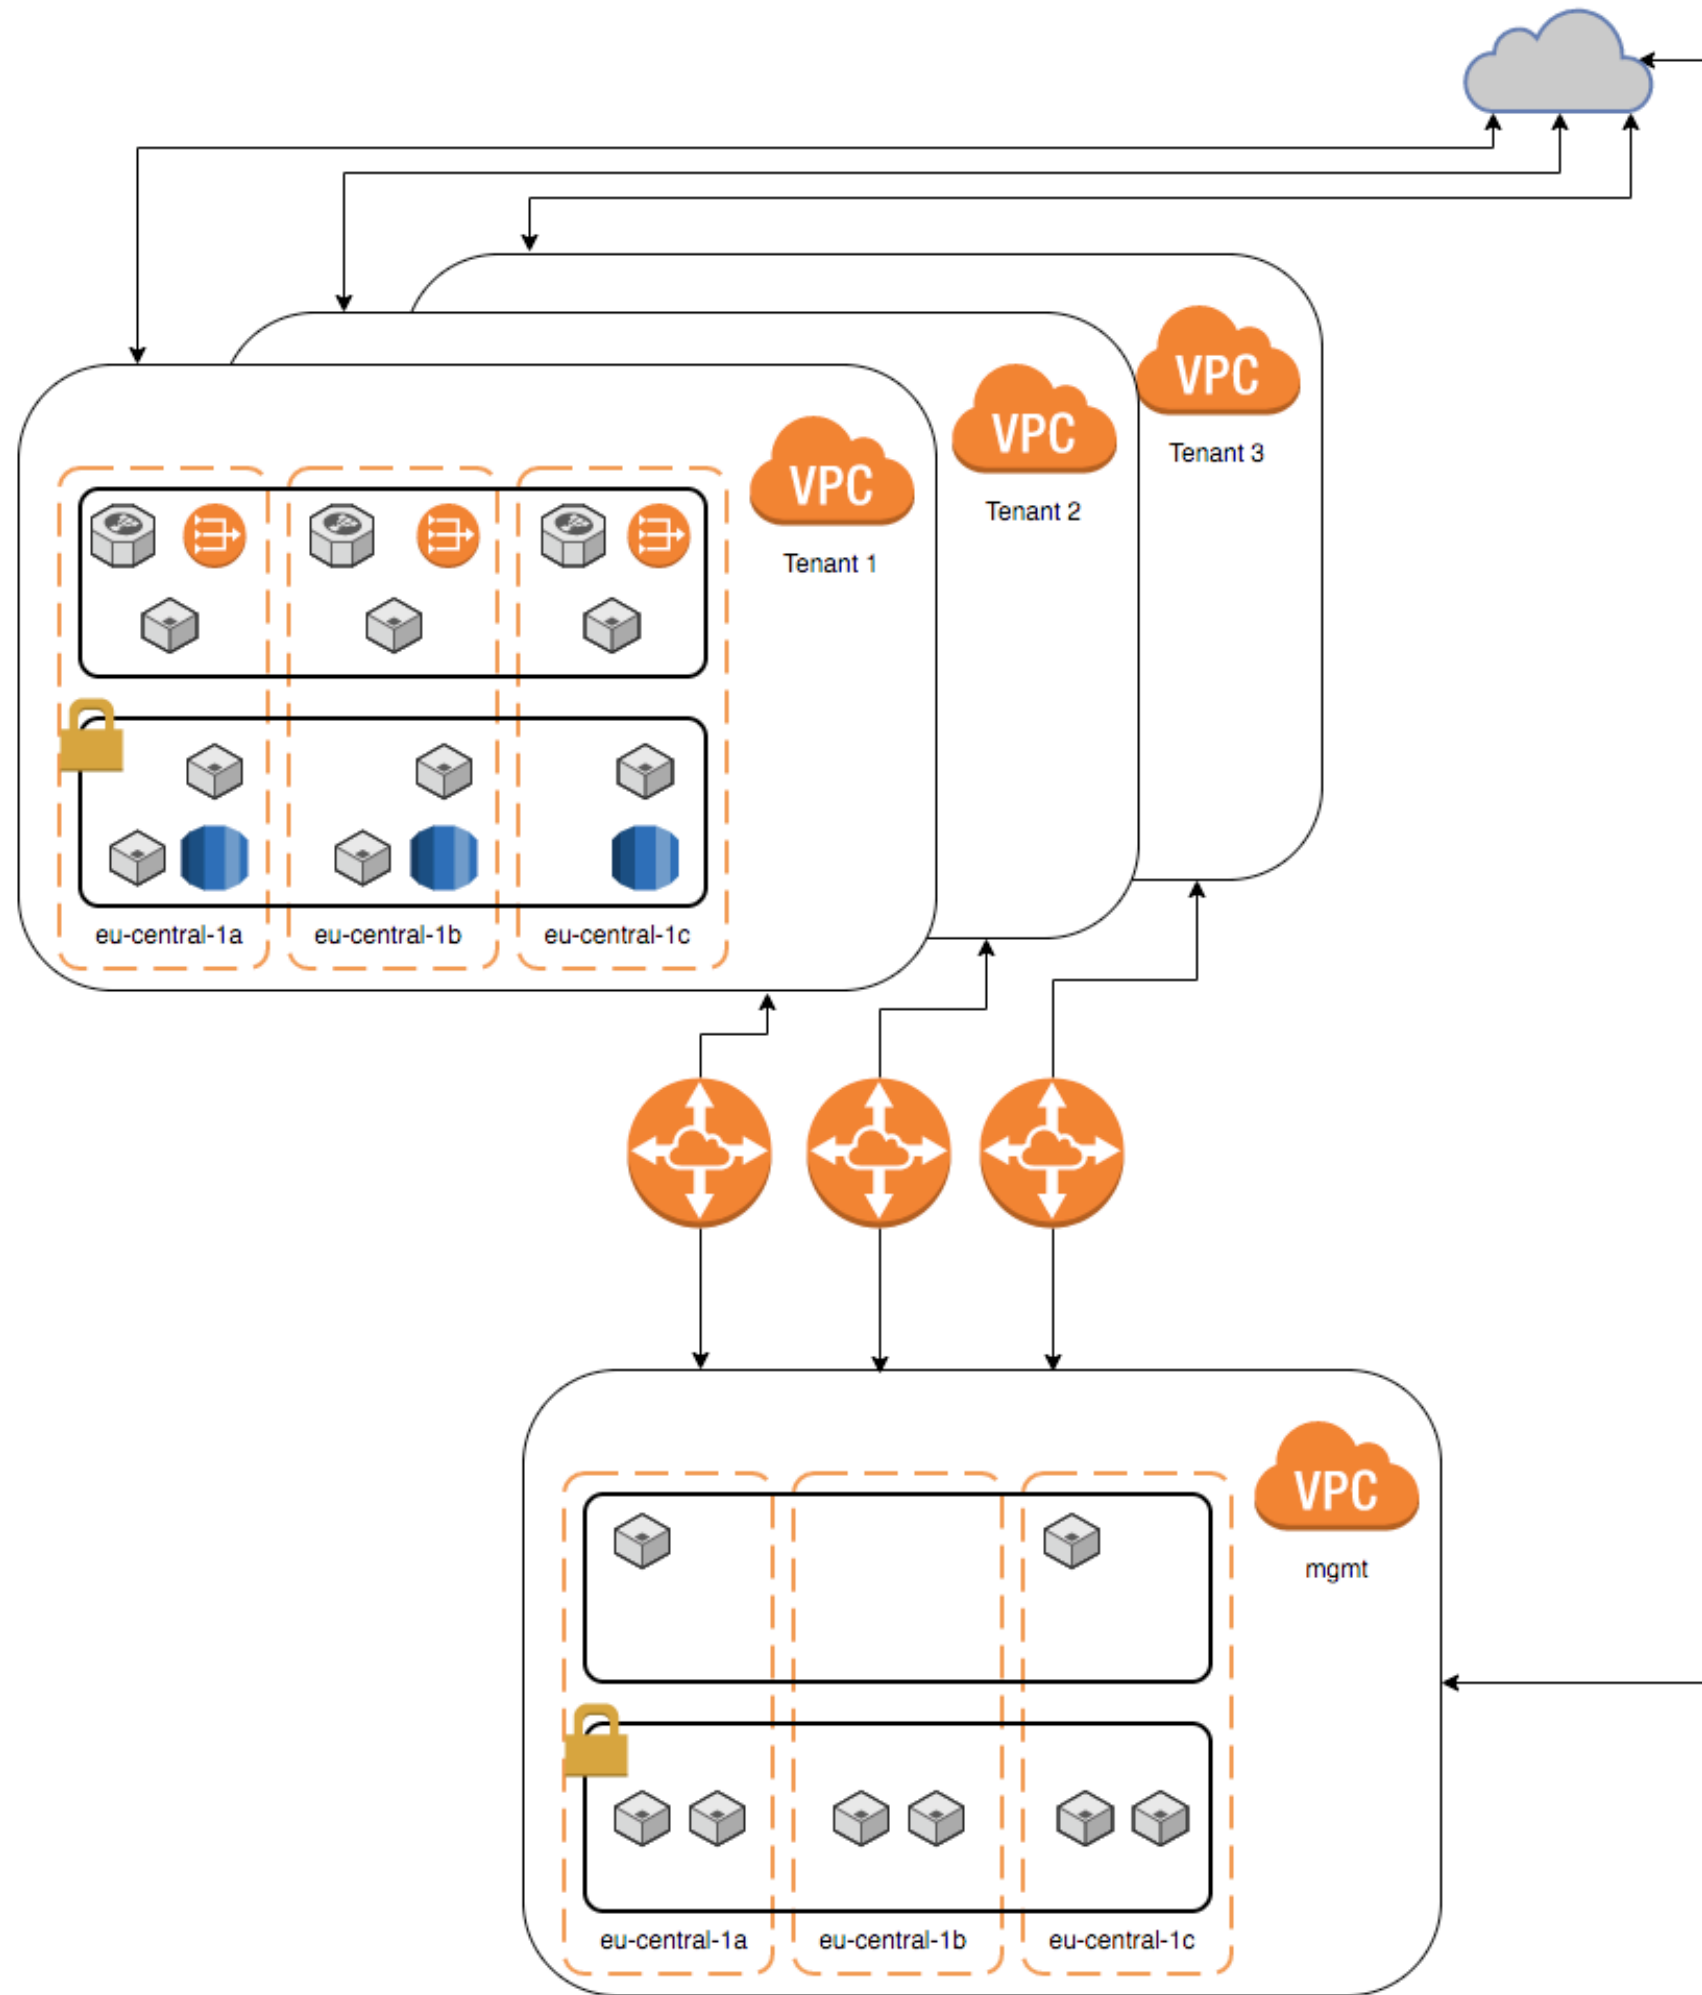 VPC
Tenant 3
VPC
Tenant 2
VPC
Tenant 1
eu-central-1a
eu-central-1b
eu-central-1c
VPC
mgmt
eu-central-1a
eu-central-1b
eu-central-1c